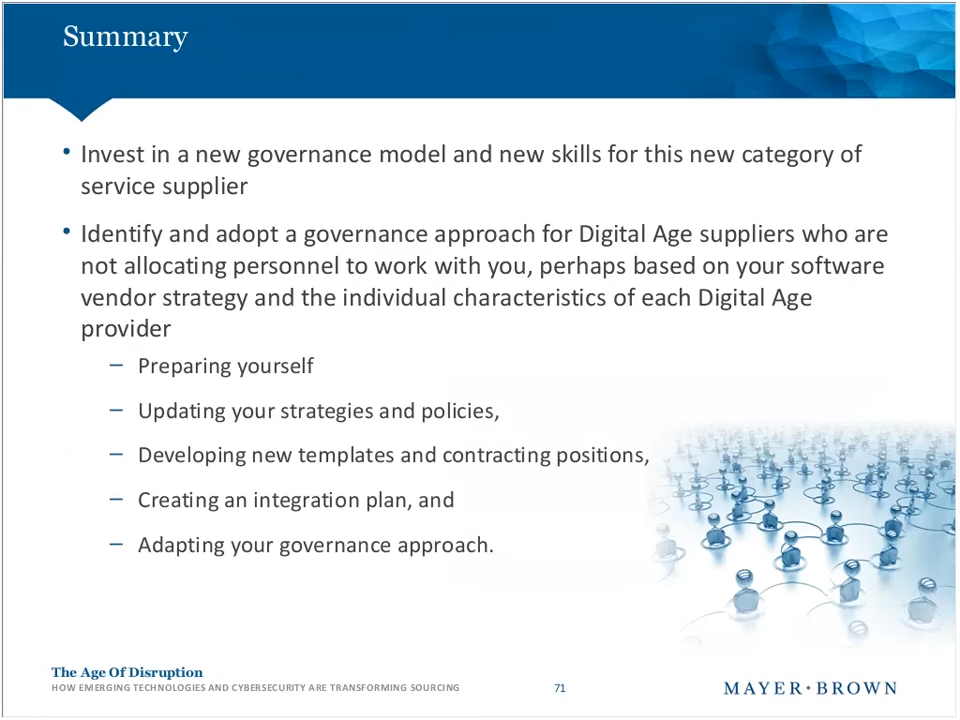 Summary
• Invest in a new governance model and new skills for this new category of
service supplier
• Identify and adopt a governance approach for Digital Age suppliers who are
not allocating personnel to work with you, perhaps based on your software
vendor strategy and the individual characteristics of each Digital Age
provider
– Preparing yourself
– Updating your strategies and policies,
– Developing new templates and contracting positions,
– Creating an integration plan, and
– Adapting your governance approach.
The Age Of Disruption
HOW EMERGING TECHNOLOGIES AND CYBERSECURITY ARE TRANSFORMING SOURCING
71
MAYER•BROWN